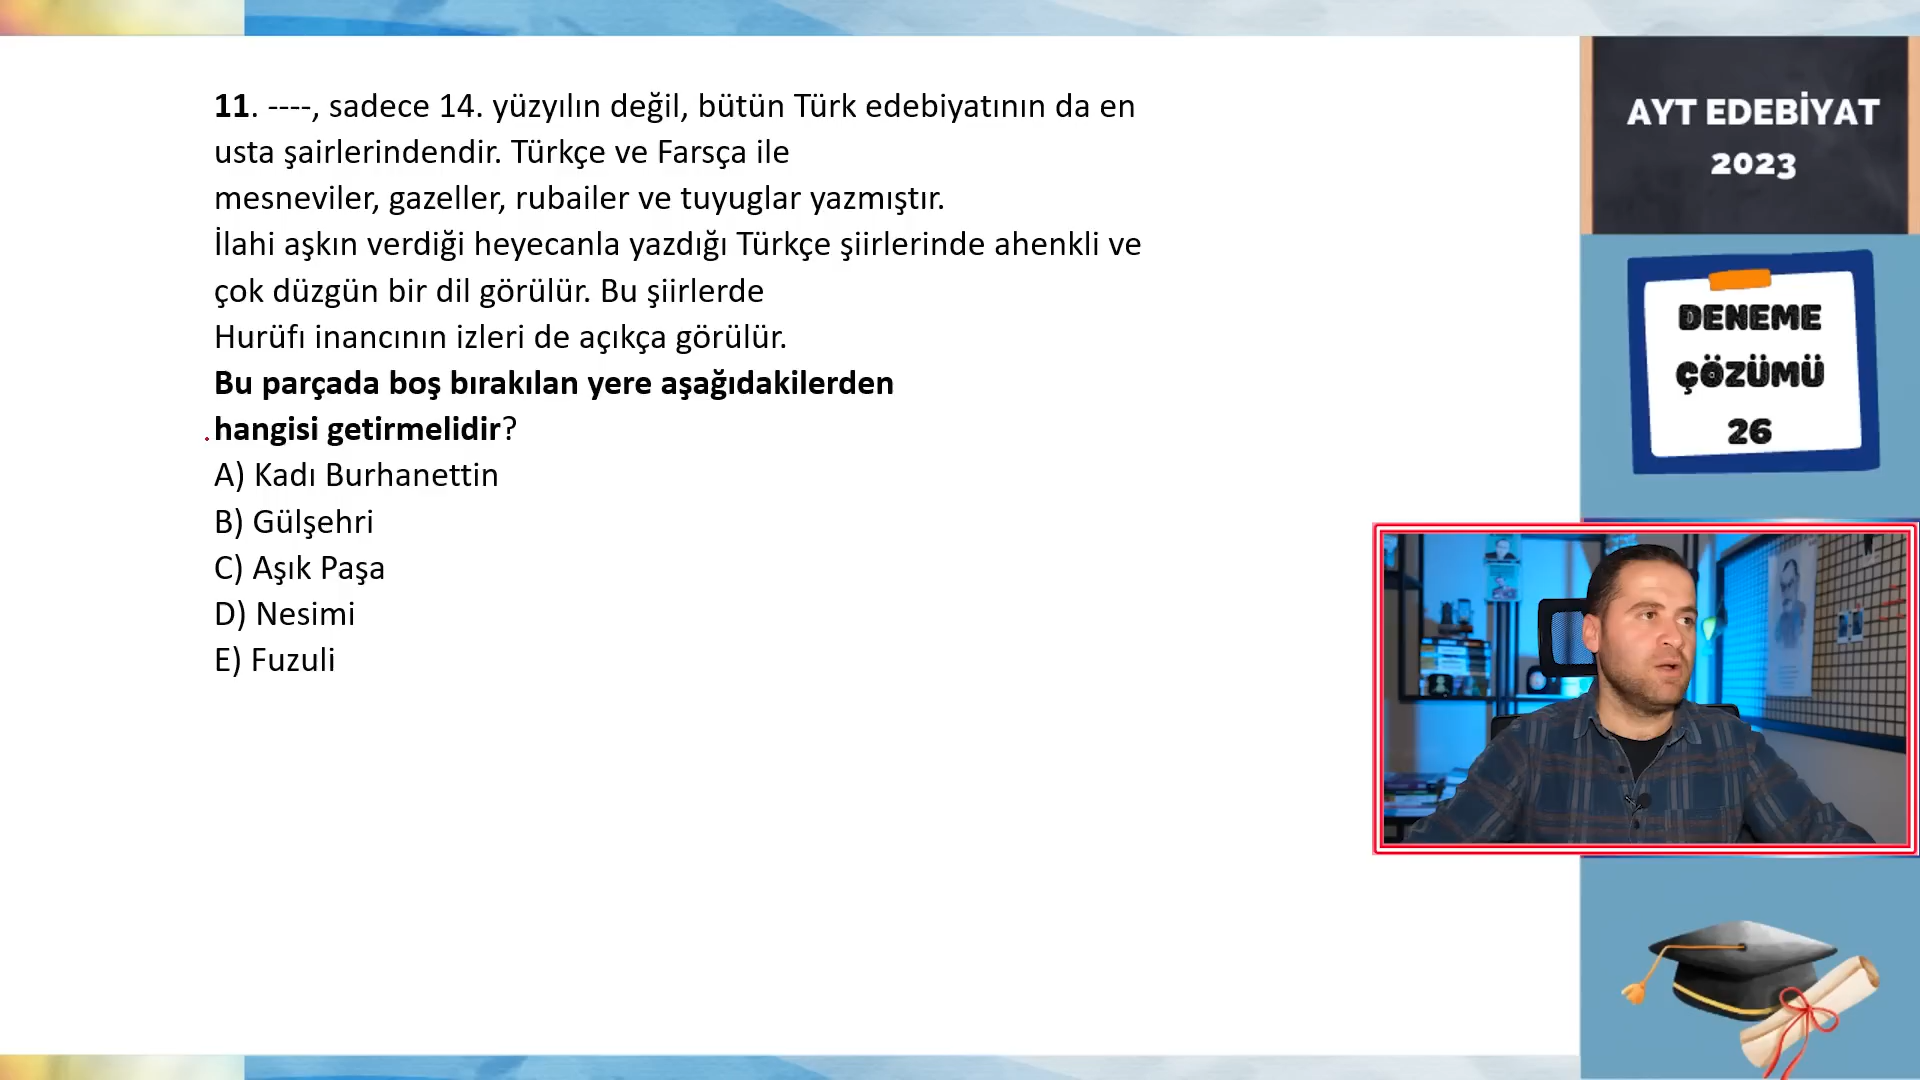 11. ----, sadece 14. yüzyılın değil, bütün Türk edebiyatının da en
usta şairlerindendir. Türkçe ve Farsça ile
mesneviler, gazeller, rubailer ve tuyuglar yazmıştır.
İlahi aşkın verdiği heyecanla yazdığı Türkçe şiirlerinde ahenkli ve
çok düzgün bir dil görülür. Bu şiirlerde
Hurüfı inancının izleri de açıkça görülür.
Bu parçada boş bırakılan yere aşağıdakilerden
hangisi getirmelidir?
A) Kadı Burhanettin
B) Gülşehri
C) Aşık Paşa
D) Nesimi
E) Fuzuli
AYT EDEBİYAT
2023
DENEME
ÇÖZÜMÜ
26